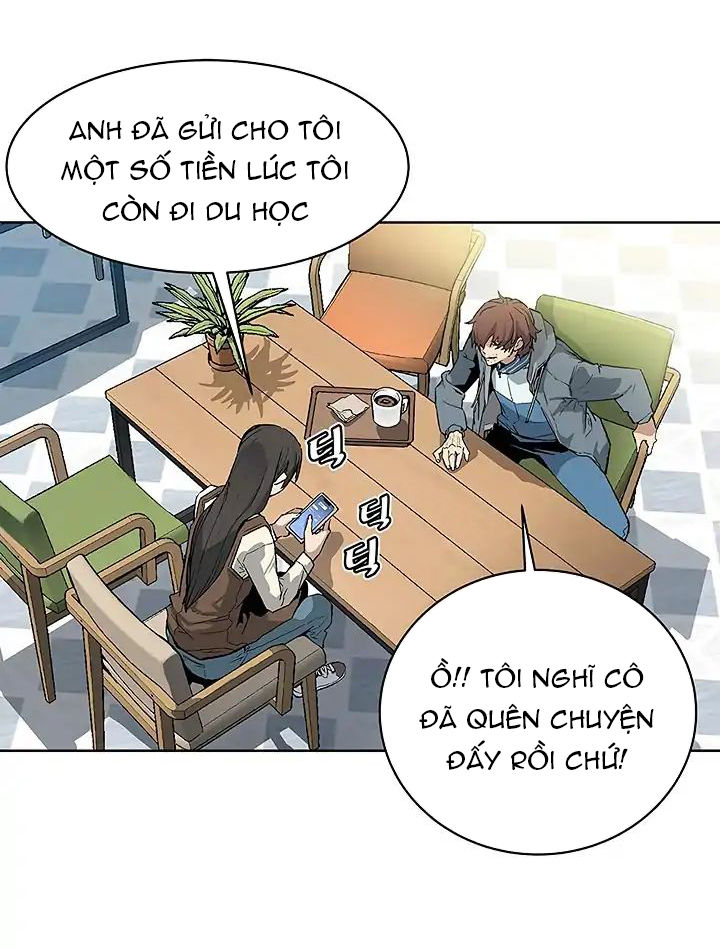 ANH ĐÃ GỬI CHO TÔI
MỘT SỐ TIỀN LÚC TÔI
CÒN ĐI DU HỌC
틱
틱
틱
Ồ!! TÔI NGHĨ CÔ
ĐÃ QUÊN CHUYỆN
ĐẤY RỒI CHỨ!